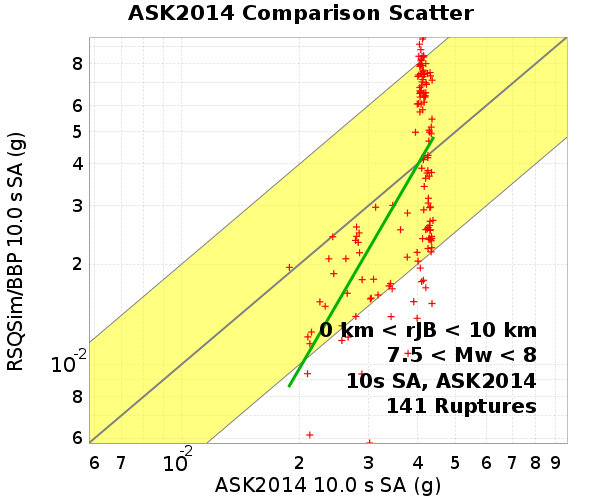 ASK2014 Comparison Scatter
RSQSim/BBP 10.0 s SA (g)
8
6
5
4
3
2
10-2
8
6
0 km < rJB < 10 km
7.5 < Mw < 8
10s SA, ASK2014
141 Ruptures
6 7 10-2 2 3 4 5 6 7 8 9
ASK2014 10.0 s SA (g)